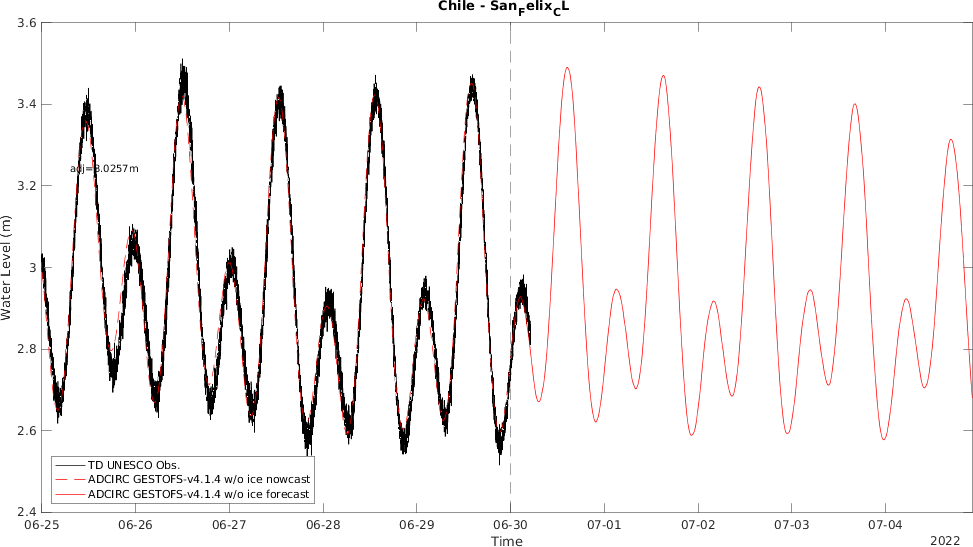 Chile - SanFelixCL
3.6
3.4
3.2
3
2.8
2.6
2.4
Water Level (m)
adj=3.0257m
TD UNESCO Obs.
ADCIRC GESTOFS-v4.1.4 w/o ice nowcast
ADCIRC GESTOFS-v4.1.4 w/o ice forecast
06-25 06-26 06-27 06-28 06-29 06-30 07-01 07-02 07-03 07-04
Time
2022